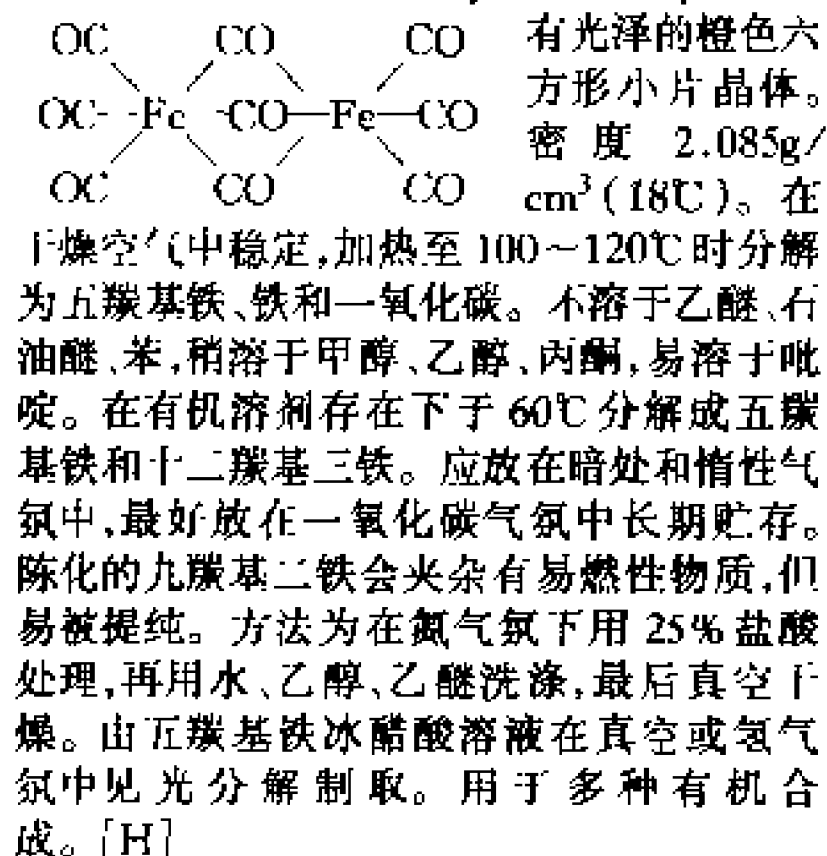 OC CO CO 有光泽的橙色六
方形小片晶体。
OC Fe CO Fe CO 密度 2.085g/
OC CO CO cm³(18℃)。在
干燥空气中稳定,加热至 100~120℃时分解
为五羰基铁、铁和一氧化碳。不溶于乙醚、石
油醚、苯,稍溶于甲醇、乙醇、丙酮,易溶于吡
啶。在有机溶剂存在下于 60℃分解成五羰
基铁和十二羰基三铁。应放在暗处和惰性气
氛中,最好放在一氧化碳气氛中长期贮存。
陈化的九羰基二铁会夹杂有易燃性物质,但
易被提纯。方法为在氮气氛下用 25% 盐酸
处理,再用水、乙醇、乙醚洗涤,最后真空干
燥。由五羰基铁冰醋酸溶液在真空或氢气
氛中见光分解制取。用于多种有机合
成。[H]